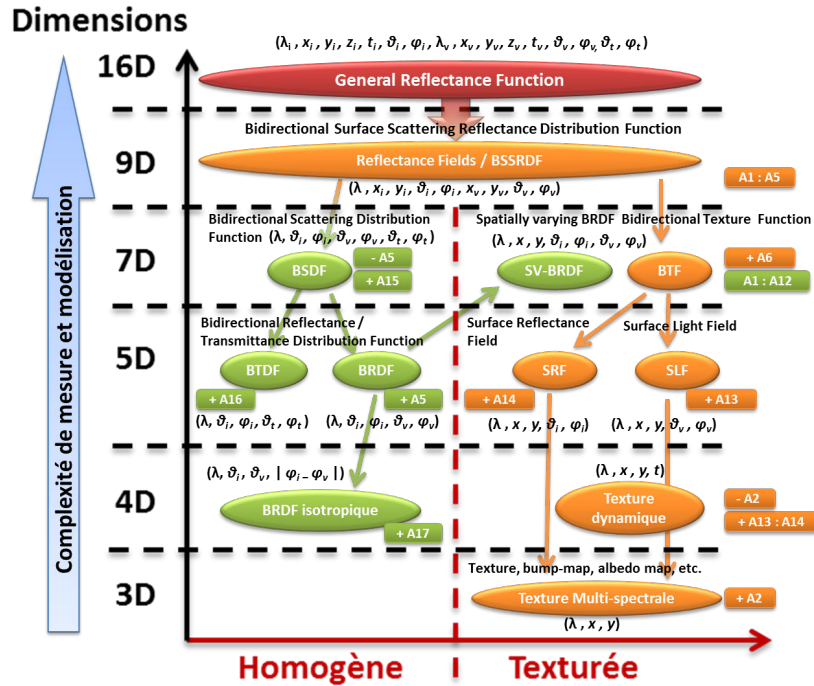 Dimensions
(λi , xi , yi , zi , ti , ϑi , φi , λv , xv , yv , zv , tv , ϑv , φv, ϑt , φt )
16D
General Reflectance Function
Bidirectional Surface Scattering Reflectance Distribution Function
9D
Reflectance Fields / BSSRDF
A1 : A5
(λ , xi , yi , ϑi , φi , xv , yv , ϑv , φv)
Bidirectional Scattering Distribution
Function (λ, ϑi , φi , ϑv , φv , ϑt , φt )
Spatially varying BRDF
Bidirectional Texture Function
(λ , x , y, ϑi , φi , ϑv , φv)
7D
BSDF
- A5
+ A15
SV-BRDF
BTF
+ A6
A1 : A12
Bidirectional Reflectance /
Transmittance Distribution Function
Surface Reflectance
Field
Surface Light Field
5D
BTDF
BRDF
SRF
SLF
+ A16
+ A5
+ A14
+ A13
(λ, ϑi , φi , ϑt , φt )
(λ, ϑi , φi , ϑv , φv)
(λ , x , y, ϑi , φi )
(λ , x , y, ϑv , φv)
(λ, ϑi , ϑv , | φi – φv |)
(λ , x , y, t)
4D
BRDF isotropique
+ A17
Texture
dynamique
- A2
+ A13 : A14
Texture, bump-map, albedo map, etc.
3D
Texture Multi-spectrale
+ A2
(λ , x , y)
Homogène
Texturée
Complexité de mesure et modélisation